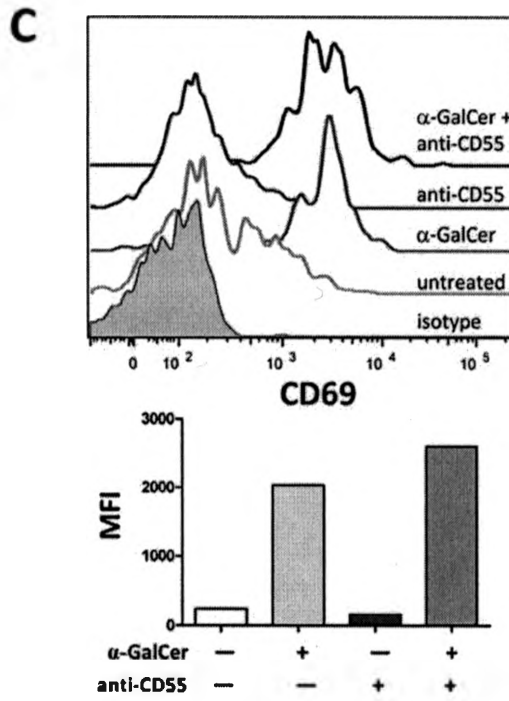 C
α-GalCer +
anti-CD55
anti-CD55
α-GalCer
untreated
isotype
0 10 2 10 3 10 4 10 5
CD69
3000
2000
1000
0
MFI
α-GalCer — + — +
anti-CD55 — — + +